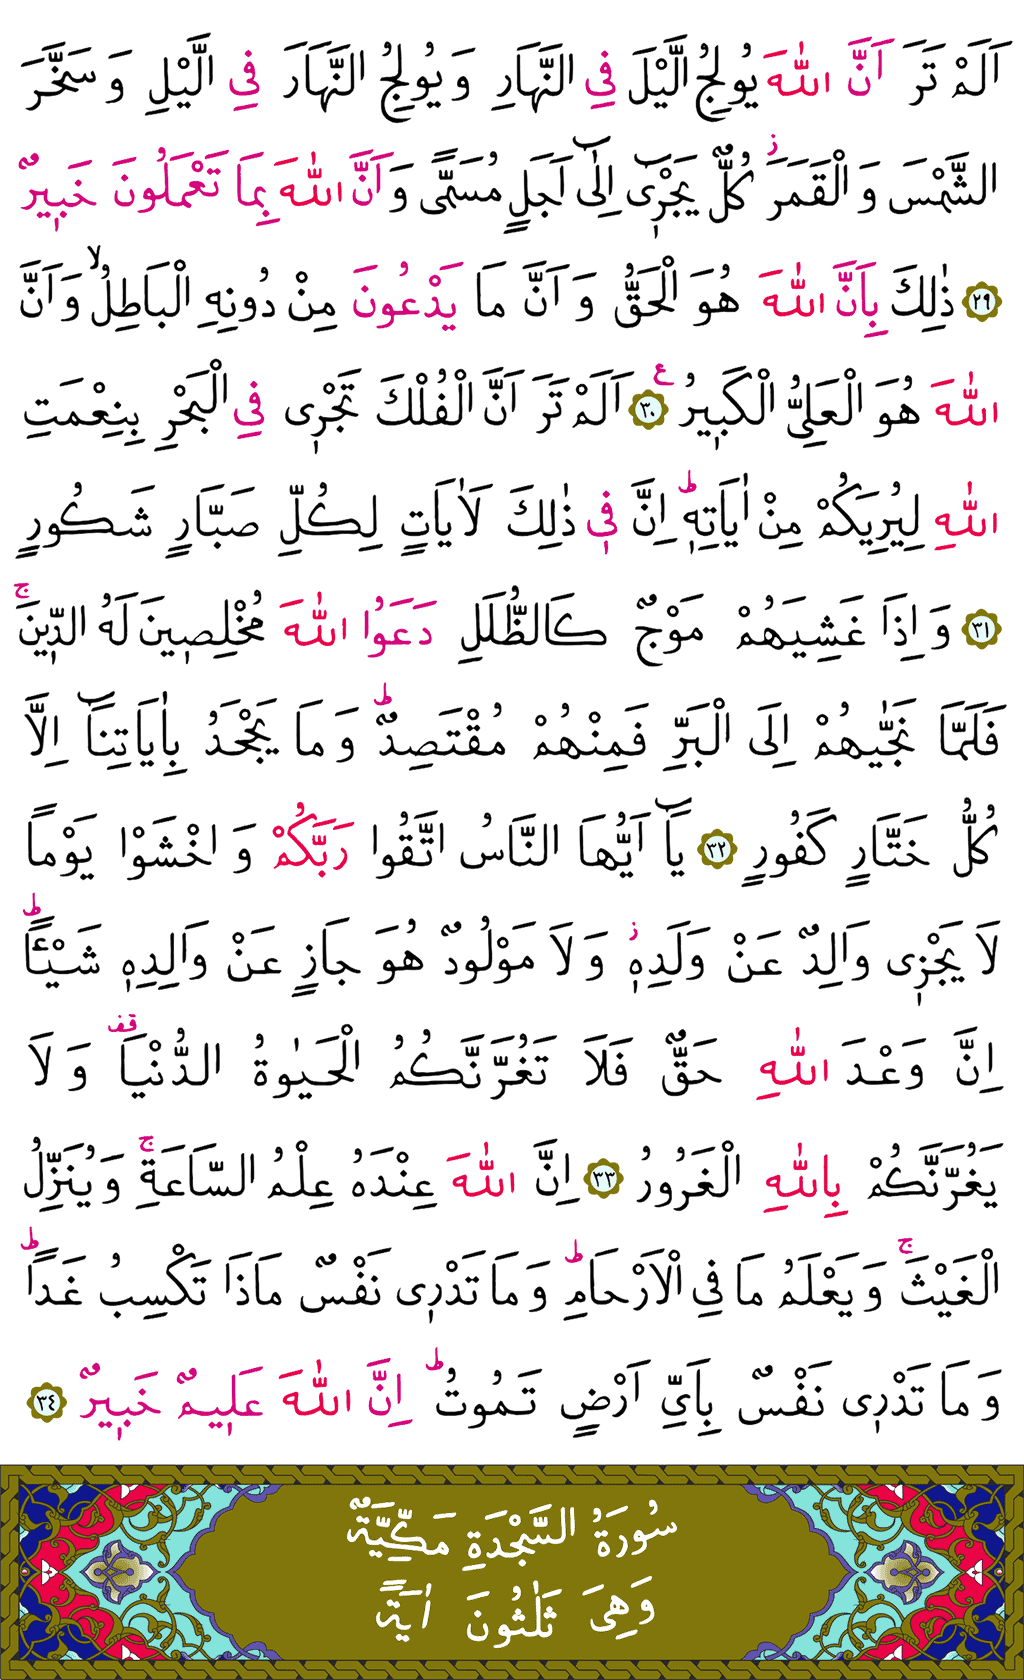 اَلَمْ تَرَ اَنَّ اللّٰهَ يُولِجُ الَّيْلَ فِي النَّهَارِ وَ يُولِجُ النَّهَارَ فِي الَّيْلِ وَ سَخَّرَ
الشَّمْسَ وَ الْقَمَرَۘ كُلٌّ يَجْرٖٓي اِلٰٓى اَجَلٍ مُسَمًّى وَ اَنَّ اللّٰهَ بِمَا تَعْمَلُونَ خَبٖيرٌ
﴿٢٩﴾ ذٰلِكَ بِاَنَّ اللّٰهَ هُوَ الْحَقُّ وَ اَنَّ مَا يَدْعُونَ مِنْ دُونِهِ الْبَاطِلُۙ وَ اَنَّ
اللّٰهَ هُوَ الْعَلِيُّ الْكَبٖيرُ ع ﴿٣٠﴾ اَلَمْ تَرَ اَنَّ الْفُلْكَ تَجْرٖي فِي الْبَحْرِ بِنِعْمَتِ
اللّٰهِ لِيُرِيَكُمْ مِنْ اٰيَاتِهٖؕ اِنَّ فٖي ذٰلِكَ لَاٰيَاتٍ لِكُلِّ صَبَّارٍ شَكُورٍ
﴿٣١﴾ وَ اِذَا غَشِيَهُمْ مَوْجٌ كَالظُّلَلِ دَعَوُا اللّٰهَ مُخْلِصٖينَ لَهُ الدّٖينَۚ
فَلَمَّا نَجّٰيهُمْ اِلَى الْبَرِّ فَمِنْهُمْ مُقْتَصِدٌؕ وَ مَا يَجْحَدُ بِاٰيَاتِنَٓا اِلَّا
كُلُّ خَتَّارٍ كَفُورٍ ﴿٣٢﴾ يَٓا اَيُّهَا النَّاسُ اتَّقُوا رَبَّكُمْ وَ اخْشَوْا يَوْماً
لَا يَجْزٖي وَالِدٌ عَنْ وَلَدِهٖز وَ لَا مَوْلُودٌ هُوَ جَازٍ عَنْ وَالِدِهٖ شَيْـٔاًؕ
اِنَّ وَعْدَ اللّٰهِ حَقٌّ فَلَا تَغُرَّنَّكُمُ الْحَيٰوةُ الدُّنْيَا قف وَ لَا
يَغُرَّنَّكُمْ بِاللّٰهِ الْغَرُورُ ﴿٣٣﴾ اِنَّ اللّٰهَ عِنْدَهُ عِلْمُ السَّاعَةِۚ وَ يُنَزِّلُ
الْغَيْثَۚ وَ يَعْلَمُ مَا فِي الْاَرْحَامِؕ وَ مَا تَدْرٖي نَفْسٌ مَاذَا تَكْسِبُ غَداًؕ
وَ مَا تَدْرٖي نَفْسٌ بِاَيِّ اَرْضٍ تَمُوتُؕ اِنَّ اللّٰهَ عَلٖيمٌ خَبٖيرٌ ﴿٣٤﴾
سُورَةُ السَّجْدَةِ مَكِّيَّةٌ
وَهِيَ ثَلٰثُونَ اٰيَةً